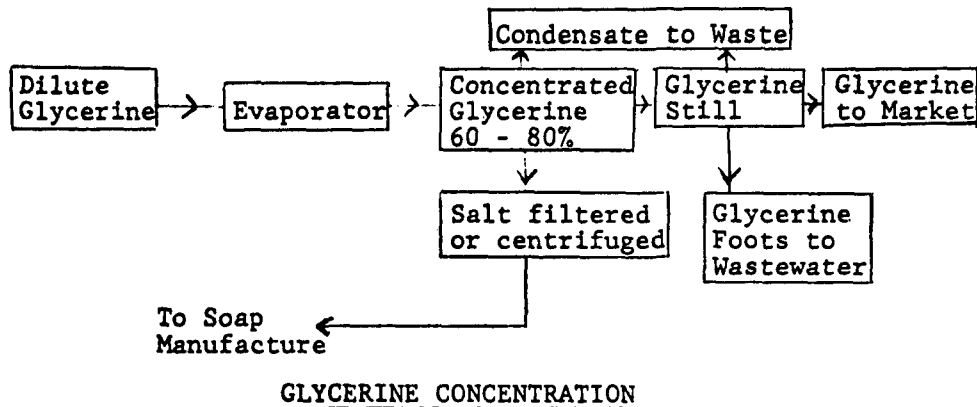 Condensate to Waste
Dilute
Glycerine
Evaporator
Concentrated
Glycerine
60 - 80%
Glycerine
Still
Glycerine
to Market
Salt filtered
or centrifuged
Glycerine
Foots to
Wastewater
To Soap
Manufacture
GLYCERINE CONCENTRATION